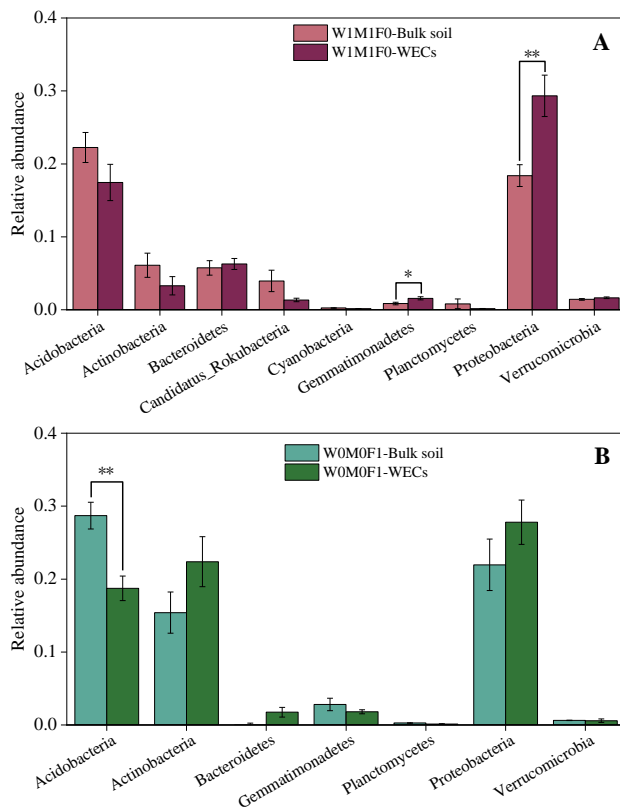 0.4
0.3
0.2
0.1
0.0
Relative abundance
W1M1F0-Bulk soil
W1M1F0-WECs
A
**
*
Acidobacteria
Actinobacteria
Bacteroidetes
Candidatus_Rokubacteria
Cyanobacteria
Gemmatimonadetes
Planctomycetes
Proteobacteria
Verrucomicrobia
0.4
0.3
0.2
0.1
0.0
Relative abundance
W0M0F1-Bulk soil
W0M0F1-WECs
B
**
Acidobacteria
Actinobacteria
Bacteroidetes
Gemmatimonadetes
Planctomycetes
Proteobacteria
Verrucomicrobia